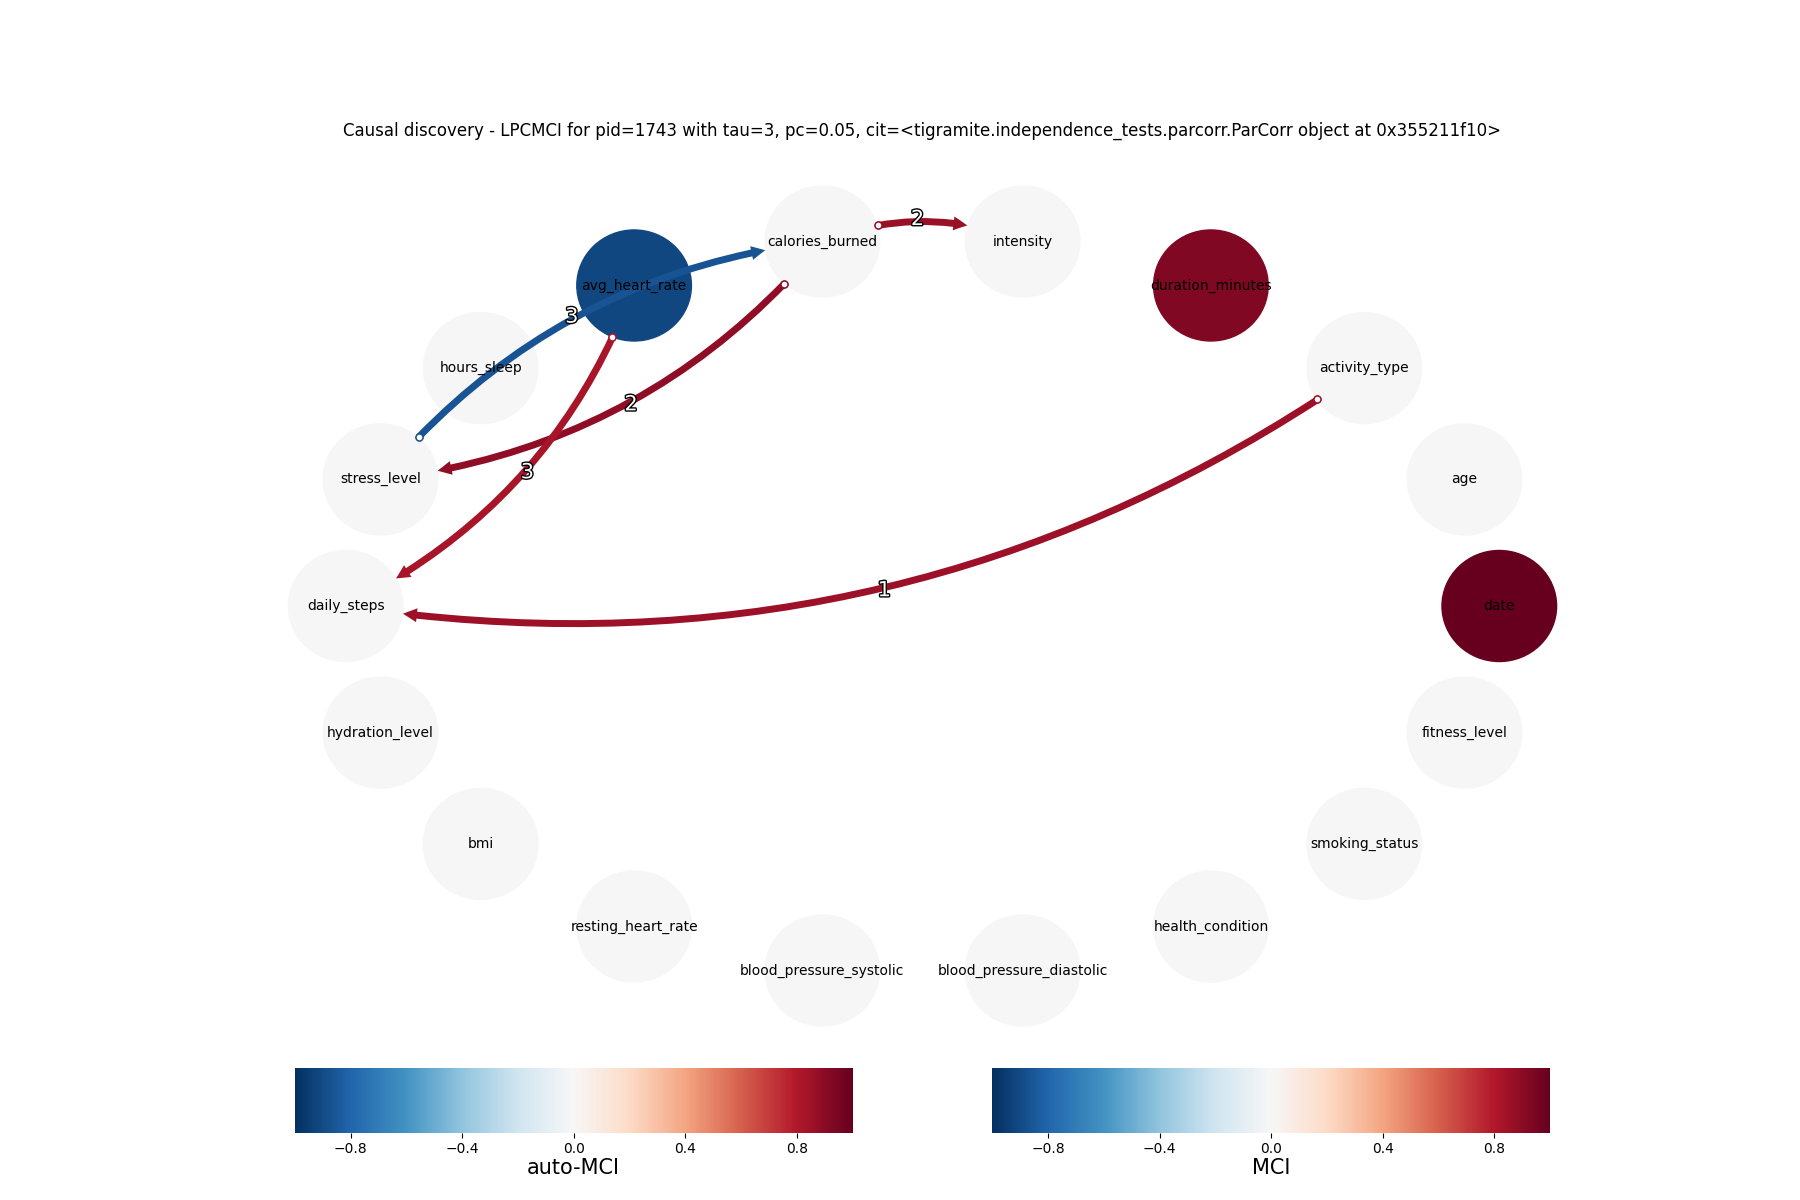 Causal discovery - LPCMCI for pid=1743 with tau=3, pc=0.05, cit=<tigramite.independence_tests.parcorr.ParCorr object at 0x355211f10>
2
calories_burned
intensity
avg_heart_rate
duration_minutes
3
hours_sleep
activity_type
2
3
stress_level
age
1
daily_steps
date
hydration_level
fitness_level
bmi
smoking_status
resting_heart_rate
health_condition
blood_pressure_systolic
blood_pressure_diastolic
−0.8 −0.4 0.0 0.4 0.8
auto-MCI
−0.8 −0.4 0.0 0.4 0.8
MCI